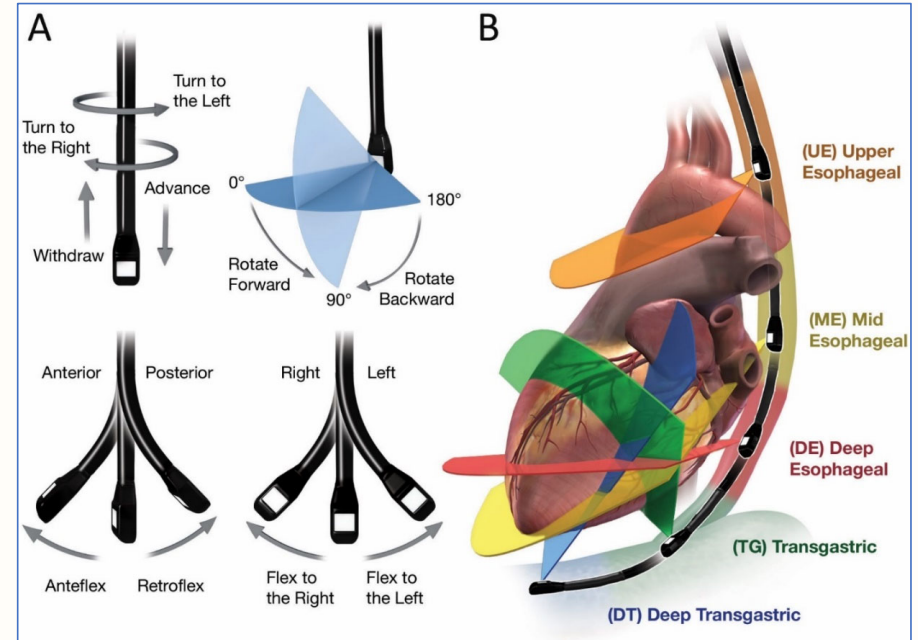 A
Turn to
the Left
Turn to
the Right
Advance
Withdraw
0°
180°
Rotate
Forward
90°
Rotate
Backward
Anterior
Posterior
Anteflex
Retroflex
Right
Left
Flex to
the Right
Flex to
the Left
B
(UE) Upper
Esophageal
(ME) Mid
Esophageal
(DE) Deep
Esophageal
(TG) Transgastric
(DT) Deep Transgastric